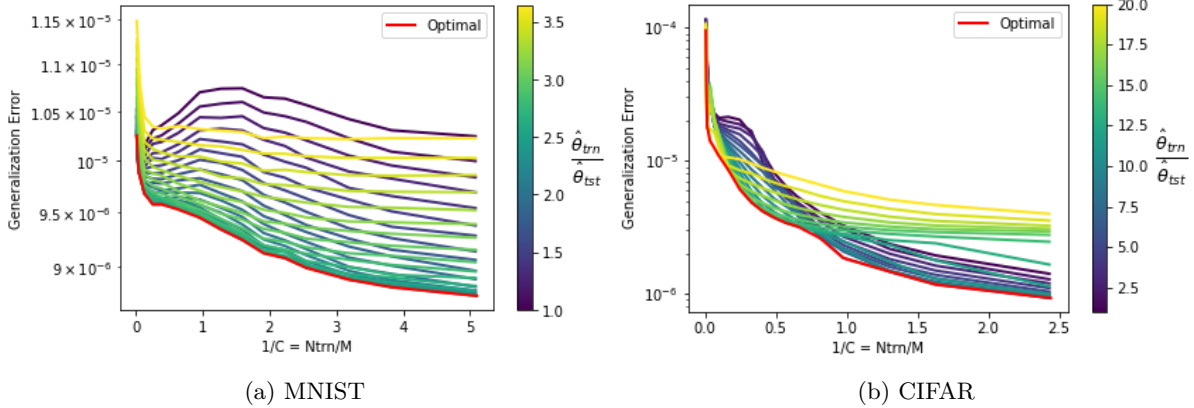 1.15 × 10⁻⁵
1.1 × 10⁻⁵
1.05 × 10⁻⁵
10⁻⁵
9.5 × 10⁻⁶
9 × 10⁻⁶
Generalization Error
Optimal
0 1 2 3 4 5
1/C = Ntrn/M
3.5
3.0
2.5
2.0
1.5
1.0
θ̂trn
θ̂tst
(a) MNIST
10⁻⁴
10⁻⁵
10⁻⁶
Generalization Error
Optimal
0.0 0.5 1.0 1.5 2.0 2.5
1/C = Ntrn/M
20.0
17.5
15.0
12.5
10.0
7.5
5.0
2.5
θ̂trn
θ̂tst
(b) CIFAR